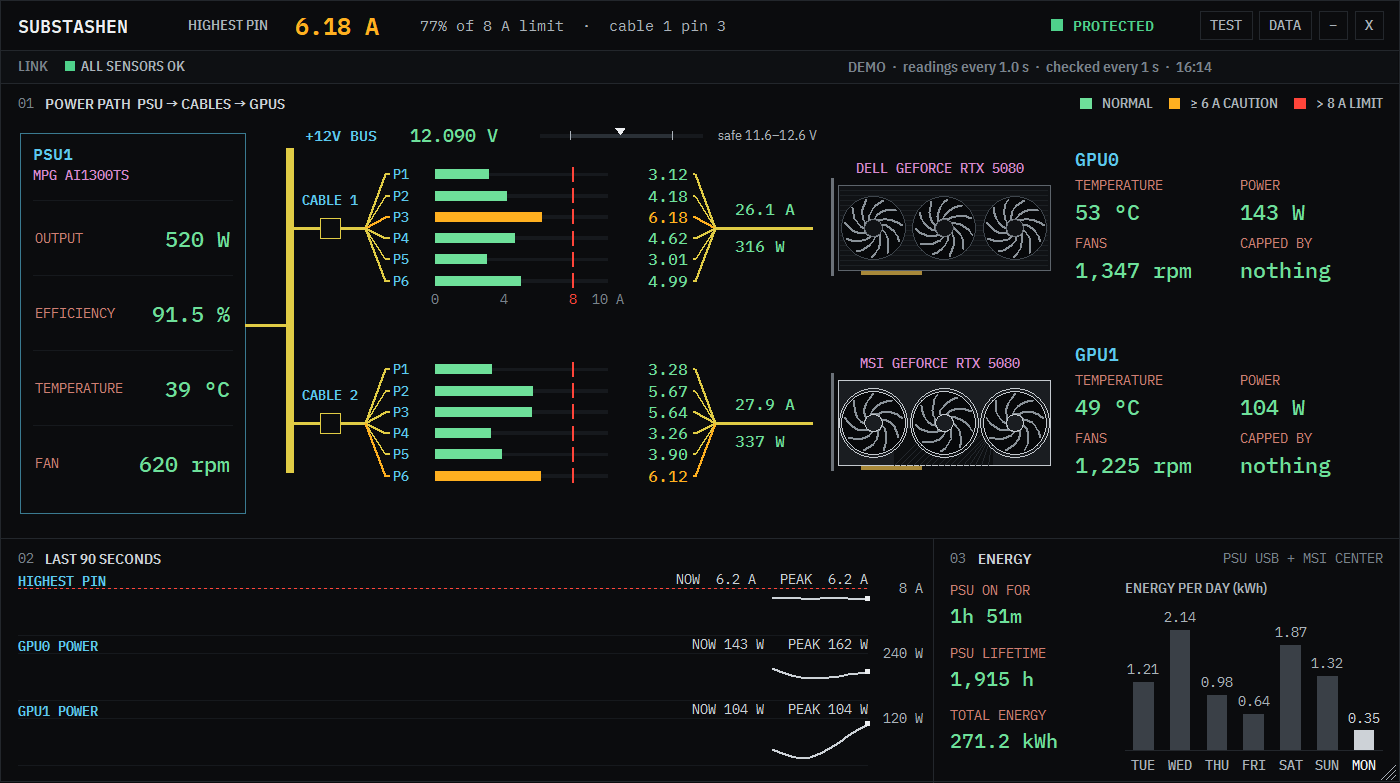 SUBSTASHEN HIGHEST PIN 6.18 A 77% of 8 A limit · cable 1 pin 3 PROTECTED TEST DATA − X
LINK ALL SENSORS OK DEMO · readings every 1.0 s · checked every 1 s · 16:14
01 POWER PATH PSU → CABLES → GPUS NORMAL ≥ 6 A CAUTION > 8 A LIMIT
+12V BUS 12.090 V safe 11.6–12.6 V
PSU1
MPG AI1300TS
OUTPUT 520 W
EFFICIENCY 91.5 %
TEMPERATURE 39 °C
FAN 620 rpm
CABLE 1
P1 3.12
P2 4.18
P3 6.18
P4 4.62
P5 3.01
P6 4.99
0 4 8 10 A
26.1 A
316 W
DELL GEFORCE RTX 5080
GPU0
TEMPERATURE POWER
53 °C 143 W
FANS CAPPED BY
1,347 rpm nothing
CABLE 2
P1 3.28
P2 5.67
P3 5.64
P4 3.26
P5 3.90
P6 6.12
27.9 A
337 W
MSI GEFORCE RTX 5080
GPU1
TEMPERATURE POWER
49 °C 104 W
FANS CAPPED BY
1,225 rpm nothing
02 LAST 90 SECONDS
HIGHEST PIN NOW 6.2 A PEAK 6.2 A
8 A
GPU0 POWER NOW 143 W PEAK 162 W
240 W
GPU1 POWER NOW 104 W PEAK 104 W
120 W
03 ENERGY PSU USB + MSI CENTER
PSU ON FOR
1h 51m
PSU LIFETIME
1,915 h
TOTAL ENERGY
271.2 kWh
ENERGY PER DAY (kWh)
1.21 2.14 0.98 0.64 1.87 1.32 0.35
TUE WED THU FRI SAT SUN MON